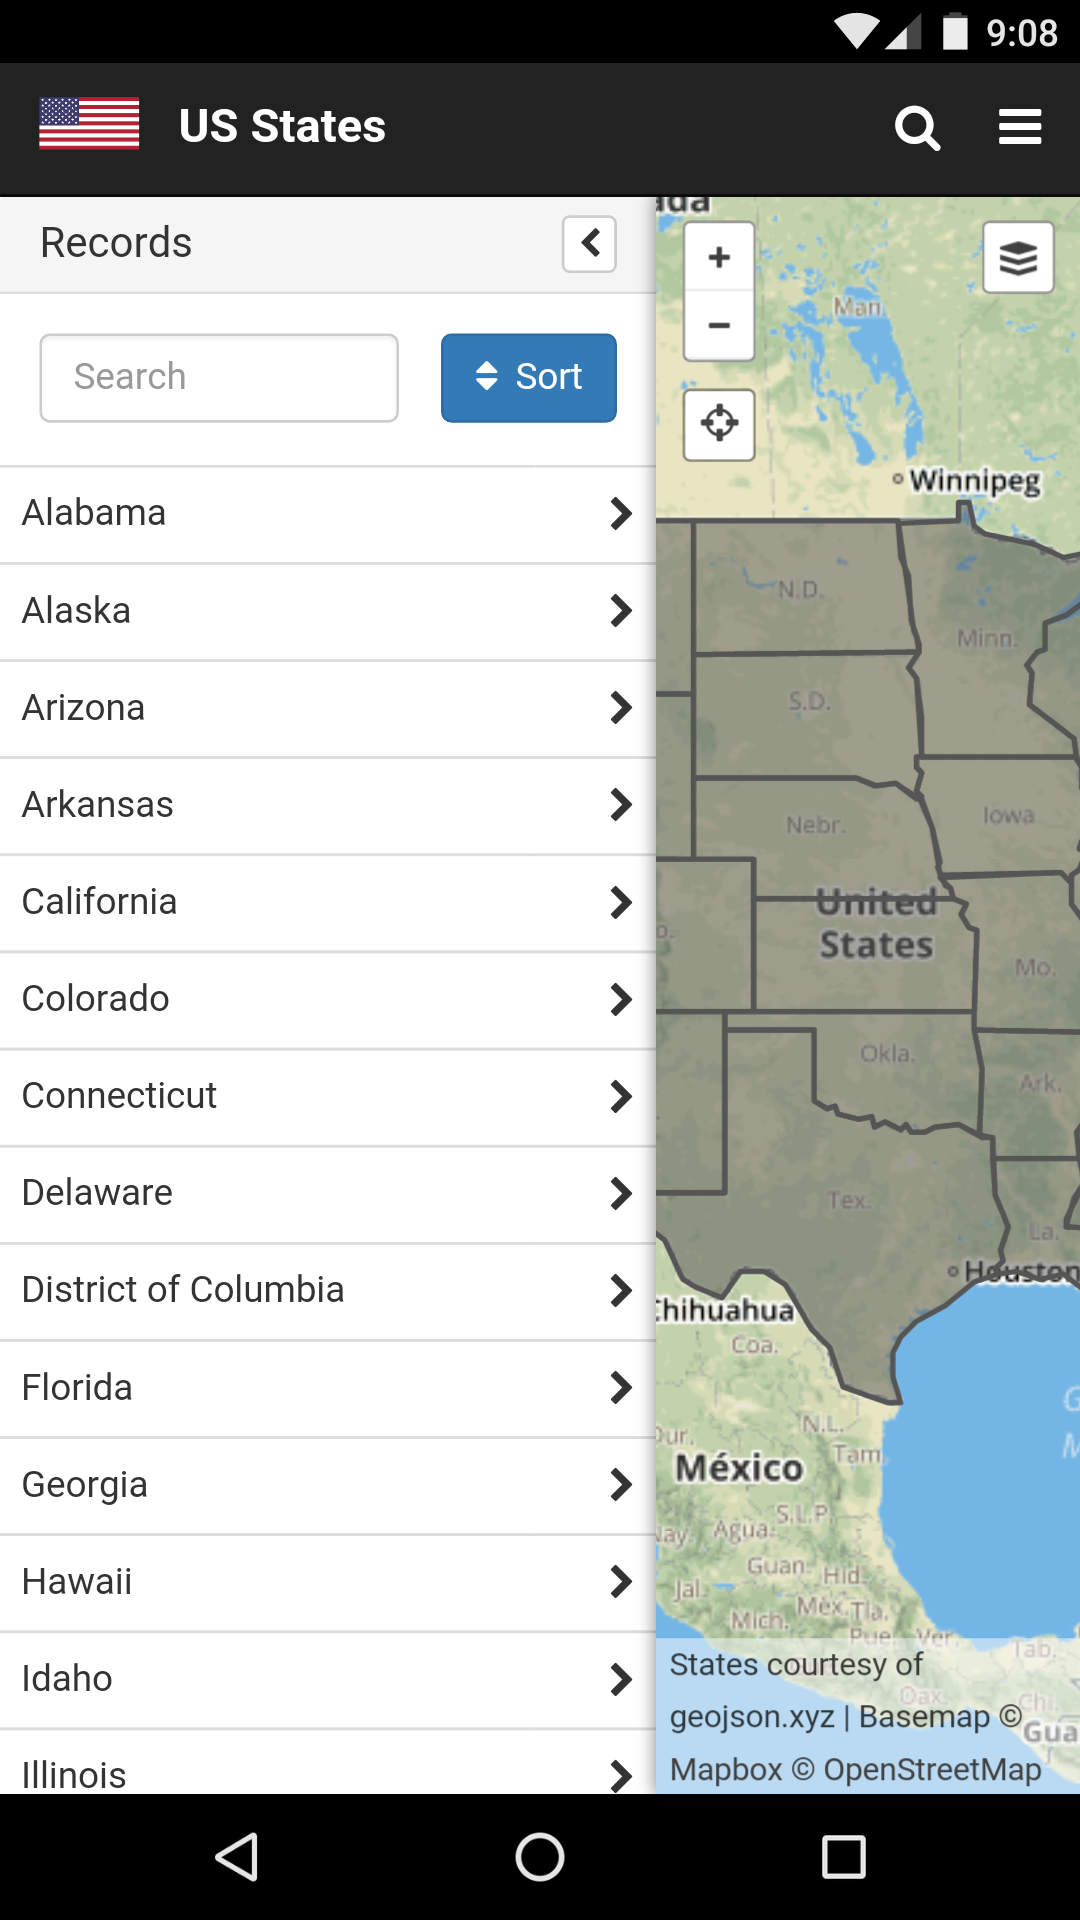 9:08
US States
Records
Search
Sort
Alabama
Alaska
Arizona
Arkansas
California
Colorado
Connecticut
Delaware
District of Columbia
Florida
Georgia
Hawaii
Idaho
Illinois
Man.
Winnipeg
N.D.
Minn.
S.D.
Iowa
Nebr.
United
States
Mo.
Okla.
Ark.
Tex.
La.
Houston
Chihuahua
Coa.
N.L.
Dur.
Tam.
México
S.L.P.
Nay.
Agua.
Guan.
Hid.
Jal.
Méx.
Tla.
Mich.
Pue.
Ver.
Tab.
Oax.
Chi.
Gua
States courtesy of
geojson.xyz | Basemap ©
Mapbox © OpenStreetMap